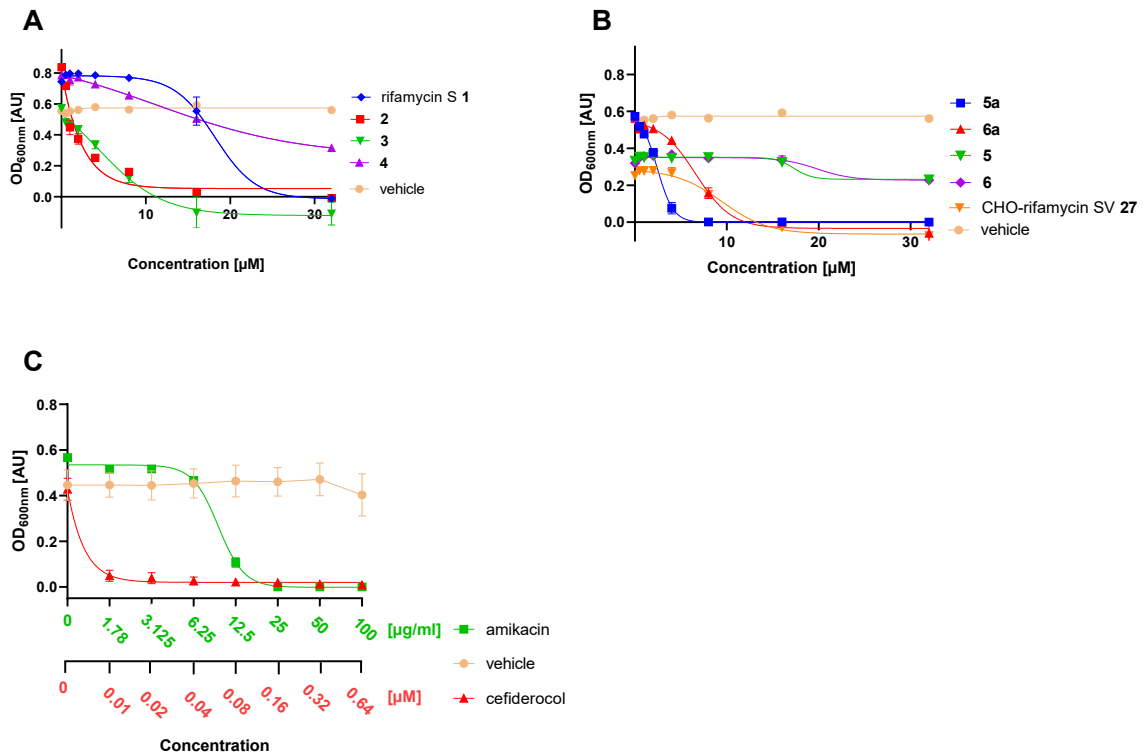 A
OD600nm [AU]
0.8
0.6
0.4
0.2
0.0
10
20
30
Concentration [µM]
rifamycin S 1
2
3
4
vehicle
B
OD600nm [AU]
0.8
0.6
0.4
0.2
0.0
10
20
30
Concentration [µM]
5a
6a
5
6
CHO-rifamycin SV 27
vehicle
C
OD600nm [AU]
0.8
0.6
0.4
0.2
0.0
0 1.78 3.125 6.25 12.5 25 50 100 [µg/ml]
0 0.01 0.02 0.04 0.08 0.16 0.32 0.64 [µM]
Concentration
amikacin
vehicle
cefiderocol